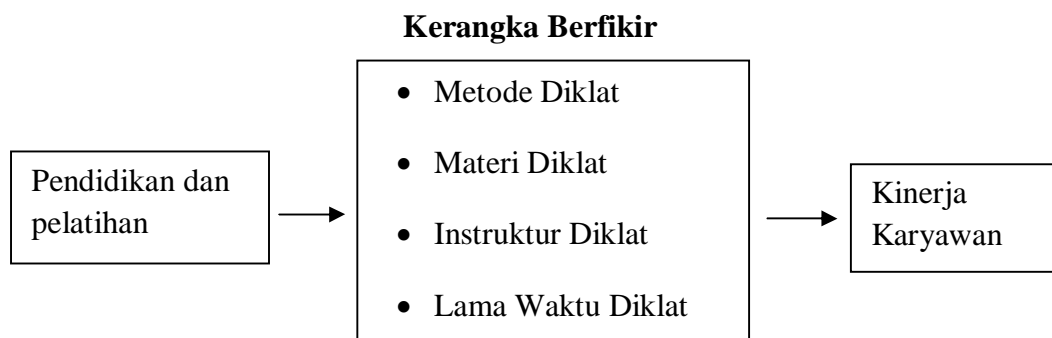 Kerangka Berfikir
Pendidikan dan
pelatihan
• Metode Diklat
• Materi Diklat
• Instruktur Diklat
• Lama Waktu Diklat
Kinerja
Karyawan